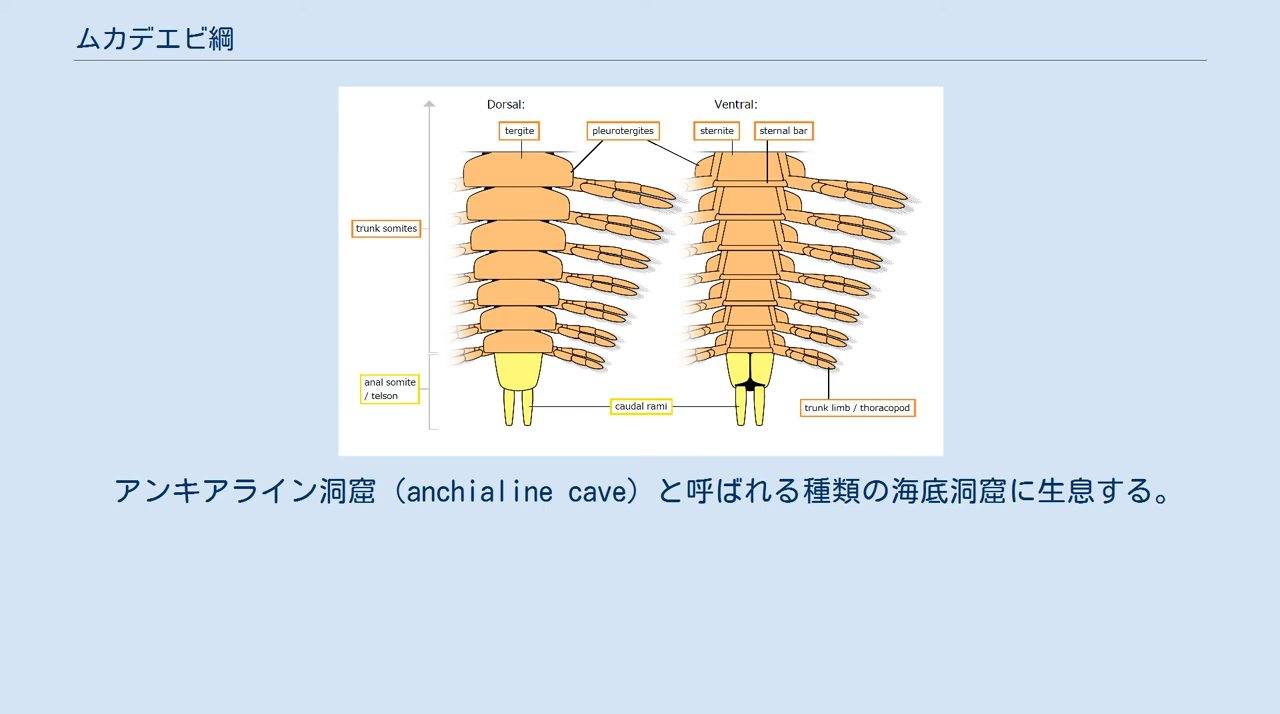 ムカデエビ綱
Dorsal:
Ventral:
tergite
pleurotergites
sternite
sternal bar
trunk somites
anal somite
/ telson
caudal rami
trunk limb / thoracopod
アンキアライン洞窟（anchialine cave）と呼ばれる種類の海底洞窟に生息する。